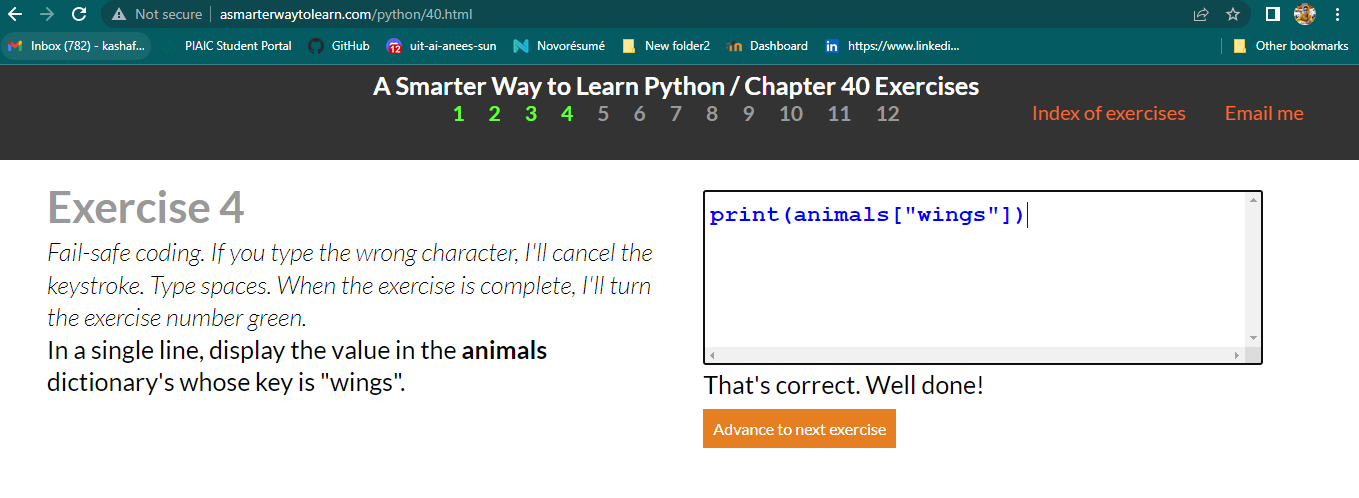 Not secure | asmarterwaytolearn.com/python/40.html
Inbox (782) - kashaf... PIAIC Student Portal GitHub 12 uit-ai-anees-sun Novorésumé New folder2 Dashboard in https://www.linkedi... Other bookmarks
A Smarter Way to Learn Python / Chapter 40 Exercises
1 2 3 4 5 6 7 8 9 10 11 12 Index of exercises Email me
Exercise 4
Fail-safe coding. If you type the wrong character, I'll cancel the
keystroke. Type spaces. When the exercise is complete, I'll turn
the exercise number green.
In a single line, display the value in the animals
dictionary's whose key is "wings".
print(animals["wings"])
That's correct. Well done!
Advance to next exercise